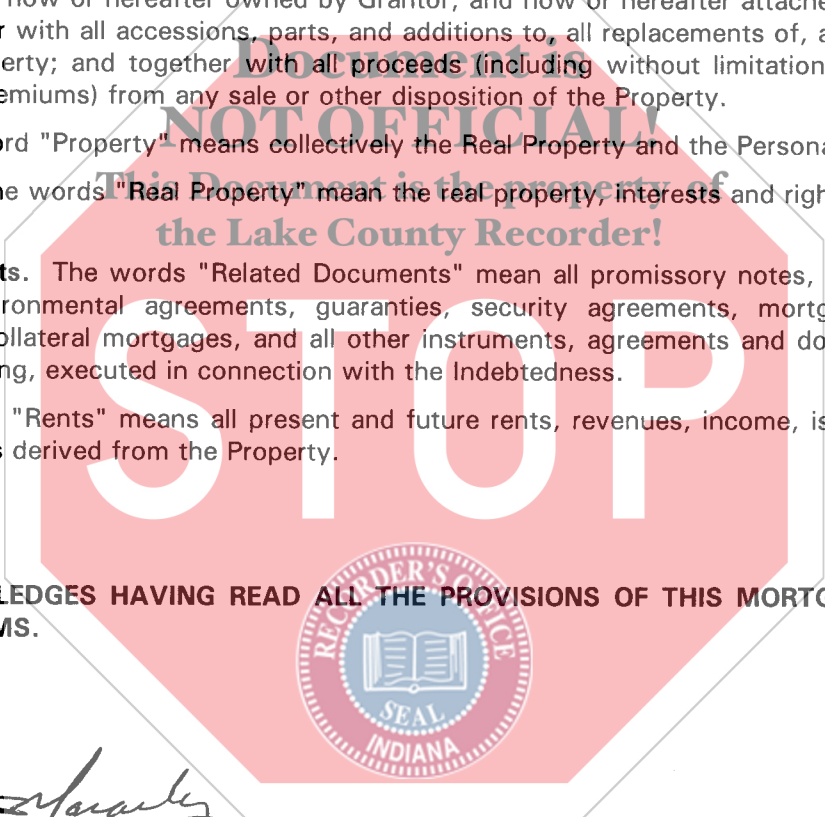 now or hereafter owned by Grantor, and now or hereafter attache
r with all accessions, parts, and additions to, all replacements of, a
Document is
erty; and together with all proceeds (including without limitation
emiums) from any sale or other disposition of the Property.
NOT OFFICIAL!
rd "Property" means collectively the Real Property and the Persona
This Document is the property of
e words "Real Property" mean the real property, interests and righ
the Lake County Recorder!
ts. The words "Related Documents" mean all promissory notes,
ronmental agreements, guaranties, security agreements, mortg
ollateral mortgages, and all other instruments, agreements and do
ng, executed in connection with the Indebtedness.
"Rents" means all present and future rents, revenues, income, is
s derived from the Property.
STOP
LEDGES HAVING READ ALL THE PROVISIONS OF THIS MORTG
MS.
RECORDER'S OFFICE
SEAL
INDIANA